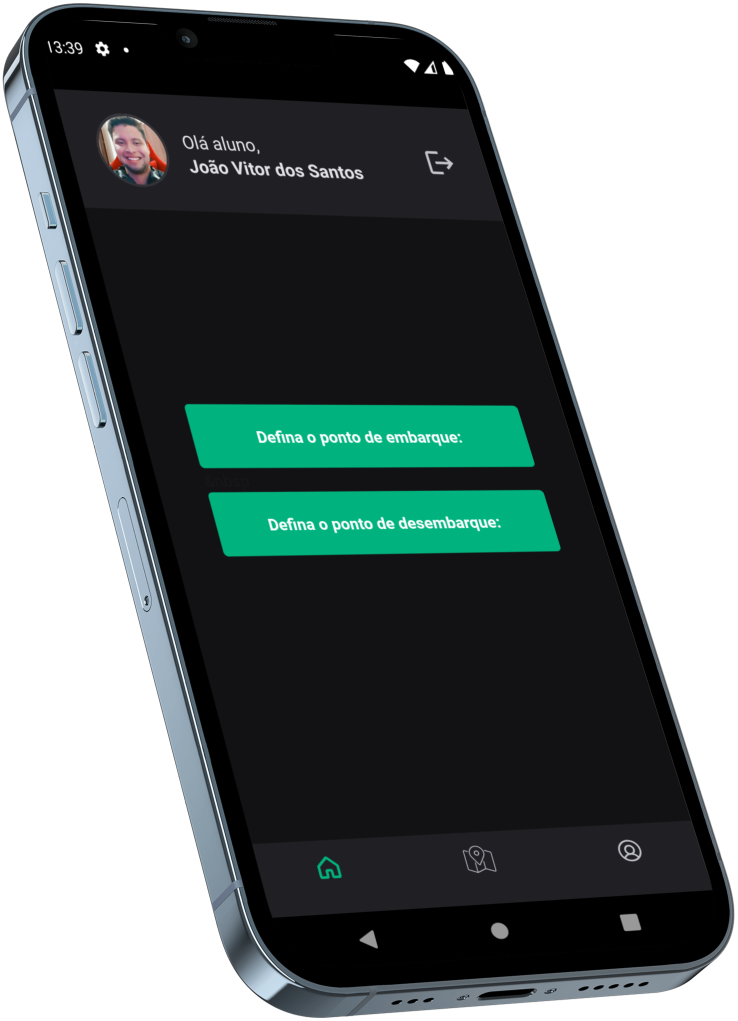 13:39
Olá aluno,
João Vitor dos Santos
Defina o ponto de embarque:
Defina o ponto de desembarque: